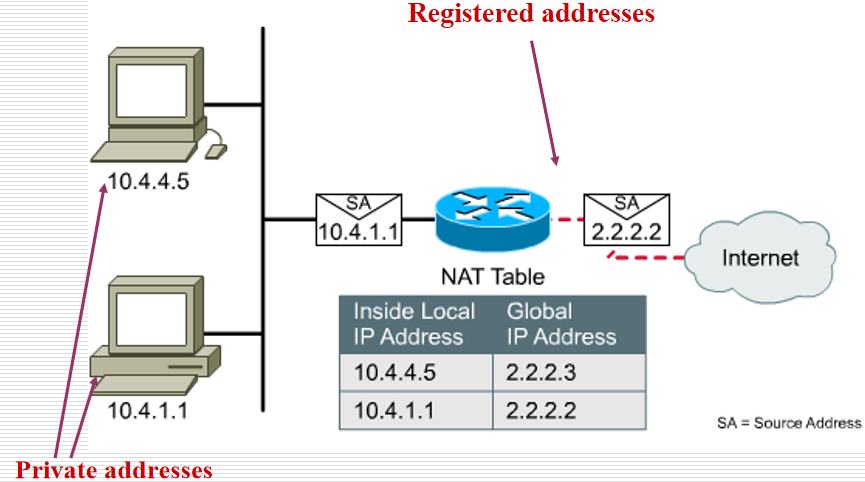 Registered addresses
10.4.4.5
SA
10.4.1.1
SA
2.2.2.2
Internet
NAT Table
Inside Local
IP Address
Global
IP Address
10.4.4.5
2.2.2.3
10.4.1.1
2.2.2.2
10.4.1.1
SA = Source Address
Private addresses